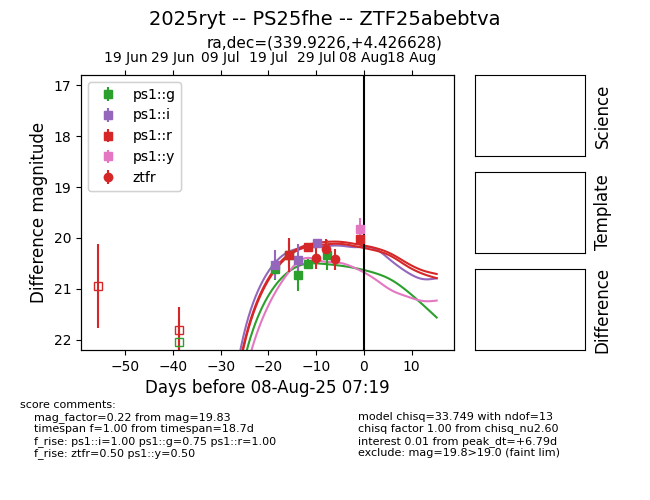 2025ryt -- PS25fhe -- ZTF25abebtva
ra,dec=(339.9226,+4.426628)
19 Jun 29 Jun 09 Jul 19 Jul 29 Jul 08 Aug 18 Aug
17
18
19
20
21
22
Difference magnitude
ps1::g
ps1::i
ps1::r
ps1::y
ztfr
−50 −40 −30 −20 −10 0 10
Days before 08-Aug-25 07:19
Science
Template
Difference
score comments:
mag_factor=0.22 from mag=19.83
timespan f=1.00 from timespan=18.7d
f_rise: ps1::i=1.00 ps1::g=0.75 ps1::r=1.00
f_rise: ztfr=0.50 ps1::y=0.50
model chisq=33.749 with ndof=13
chisq factor 1.00 from chisq_nu2.60
interest 0.01 from peak_dt=+6.79d
exclude: mag=19.8>19.0 (faint lim)